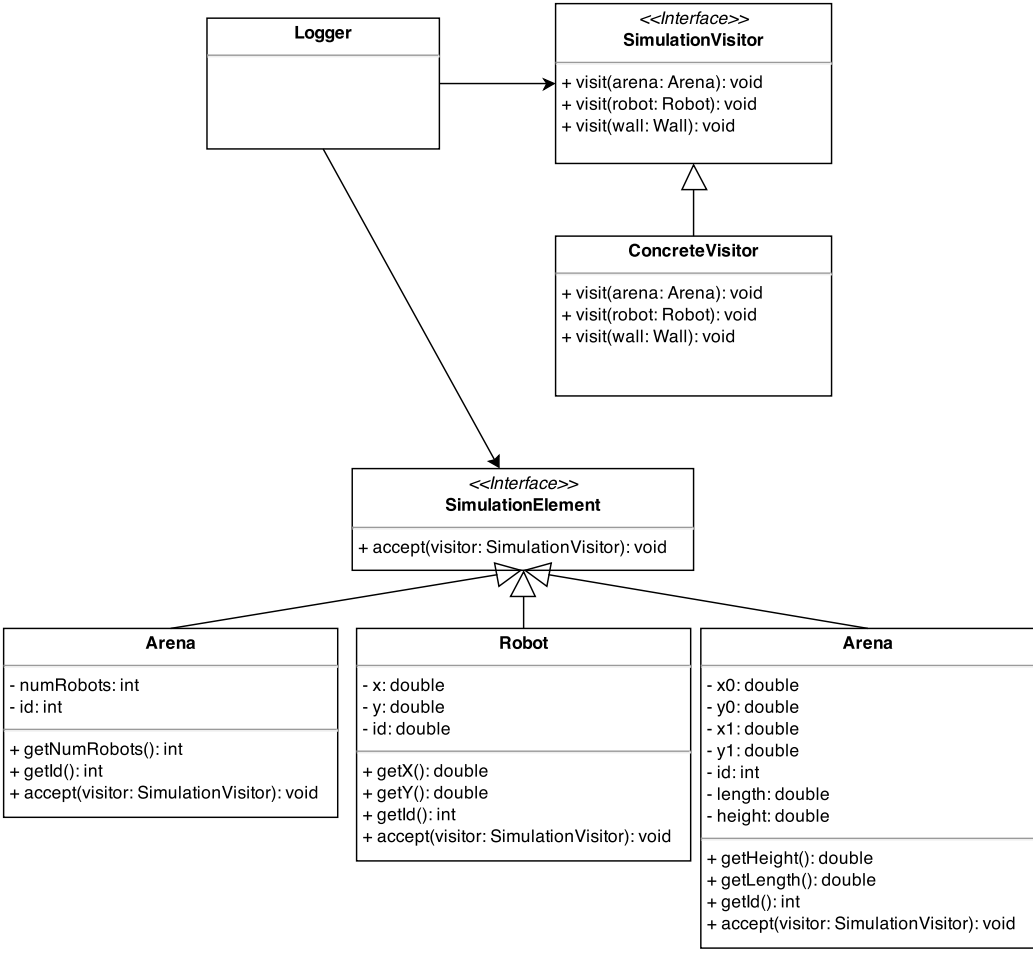 Logger
<<Interface>>
SimulationVisitor
+ visit(arena: Arena): void
+ visit(robot: Robot): void
+ visit(wall: Wall): void
ConcreteVisitor
+ visit(arena: Arena): void
+ visit(robot: Robot): void
+ visit(wall: Wall): void
<<Interface>>
SimulationElement
+ accept(visitor: SimulationVisitor): void
Arena
- numRobots: int
- id: int
+ getNumRobots(): int
+ getId(): int
+ accept(visitor: SimulationVisitor): void
Robot
- x: double
- y: double
- id: double
+ getX(): double
+ getY(): double
+ getId(): int
+ accept(visitor: SimulationVisitor): void
Arena
- x0: double
- y0: double
- x1: double
- y1: double
- id: int
- length: double
- height: double
+ getHeight(): double
+ getLength(): double
+ getId(): int
+ accept(visitor: SimulationVisitor): void